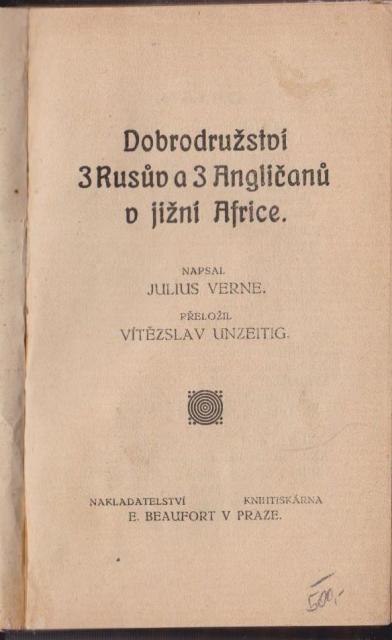 Dobrodružství
3 Rusův a 3 Angličanů
v jižní Africe.
NAPSAL
JULIUS VERNE.
PŘELOŽIL
VÍTĚZSLAV UNZEITIG.
NAKLADATELSTVÍ KNIHTISKÁRNA
E. BEAUFORT V PRAZE.
500,-